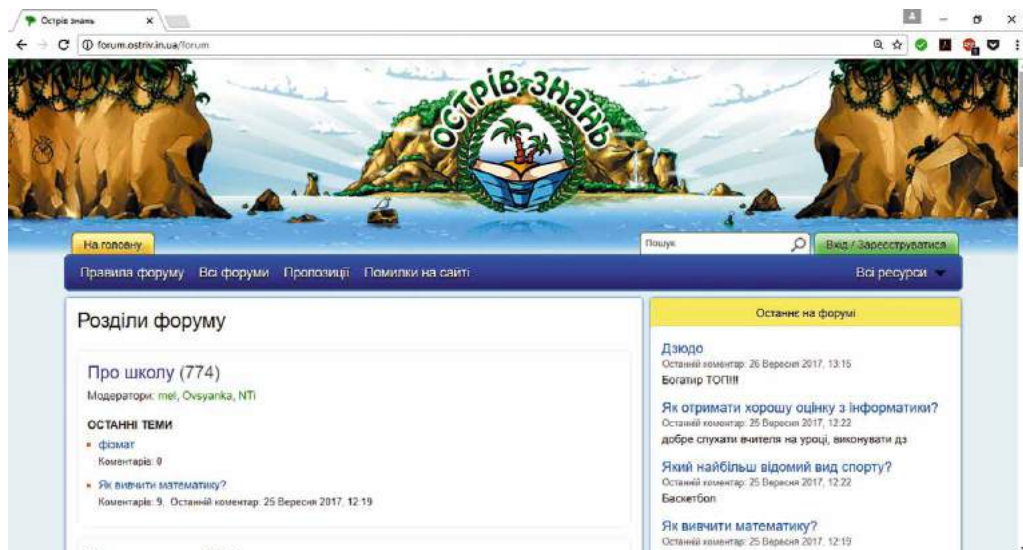 Острів знань
forum.ostriv.in.ua/forum
ОСТРІВ ЗНАНЬ
На головну
Пошук
Вхід / Зареєструватися
Правила форуму Всі форуми Пропозиції Помилки на сайті
Всі ресурси
Розділи форуму
Про школу (774)
Модератори: mel, Ovsyanka, NTi
ОСТАННІ ТЕМИ
фізмат
Коментарів: 0
Як вивчити математику?
Коментарів: 9, Останній коментар: 25 Вересня 2017, 12:19
Останнє на форумі
Дзюдо
Останній коментар: 26 Вересня 2017, 13:15
Богатир ТОП!!!
Як отримати хорошу оцінку з інформатики?
Останній коментар: 25 Вересня 2017, 12:22
добре слухати вчителя на уроці, виконувати дз
Який найбільш відомий вид спорту?
Останній коментар: 25 Вересня 2017, 12:22
Баскетбол
Як вивчити математику?
Останній коментар: 25 Вересня 2017, 12:19